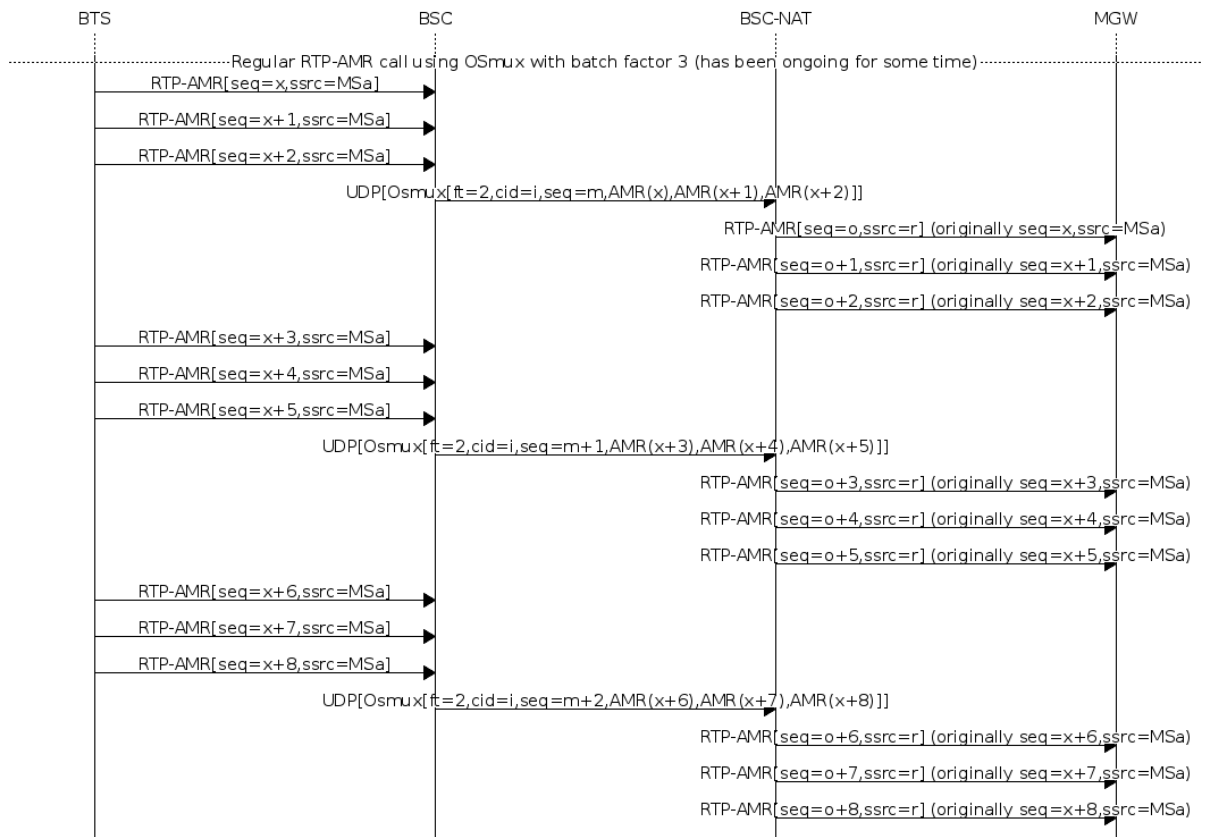 BTS BSC BSC-NAT MGW
Regular RTP-AMR call using OSmux with batch factor 3 (has been ongoing for some time)
RTP-AMR[seq=x,ssrc=MSa]
RTP-AMR[seq=x+1,ssrc=MSa]
RTP-AMR[seq=x+2,ssrc=MSa]
UDP[Osmux[ft=2,cid=i,seq=m,AMR(x),AMR(x+1),AMR(x+2)]]
RTP-AMR[seq=o,ssrc=r] (originally seq=x,ssrc=MSa)
RTP-AMR[seq=o+1,ssrc=r] (originally seq=x+1,ssrc=MSa)
RTP-AMR[seq=o+2,ssrc=r] (originally seq=x+2,ssrc=MSa)
RTP-AMR[seq=x+3,ssrc=MSa]
RTP-AMR[seq=x+4,ssrc=MSa]
RTP-AMR[seq=x+5,ssrc=MSa]
UDP[Osmux[ft=2,cid=i,seq=m+1,AMR(x+3),AMR(x+4),AMR(x+5)]]
RTP-AMR[seq=o+3,ssrc=r] (originally seq=x+3,ssrc=MSa)
RTP-AMR[seq=o+4,ssrc=r] (originally seq=x+4,ssrc=MSa)
RTP-AMR[seq=o+5,ssrc=r] (originally seq=x+5,ssrc=MSa)
RTP-AMR[seq=x+6,ssrc=MSa]
RTP-AMR[seq=x+7,ssrc=MSa]
RTP-AMR[seq=x+8,ssrc=MSa]
UDP[Osmux[ft=2,cid=i,seq=m+2,AMR(x+6),AMR(x+7),AMR(x+8)]]
RTP-AMR[seq=o+6,ssrc=r] (originally seq=x+6,ssrc=MSa)
RTP-AMR[seq=o+7,ssrc=r] (originally seq=x+7,ssrc=MSa)
RTP-AMR[seq=o+8,ssrc=r] (originally seq=x+8,ssrc=MSa)